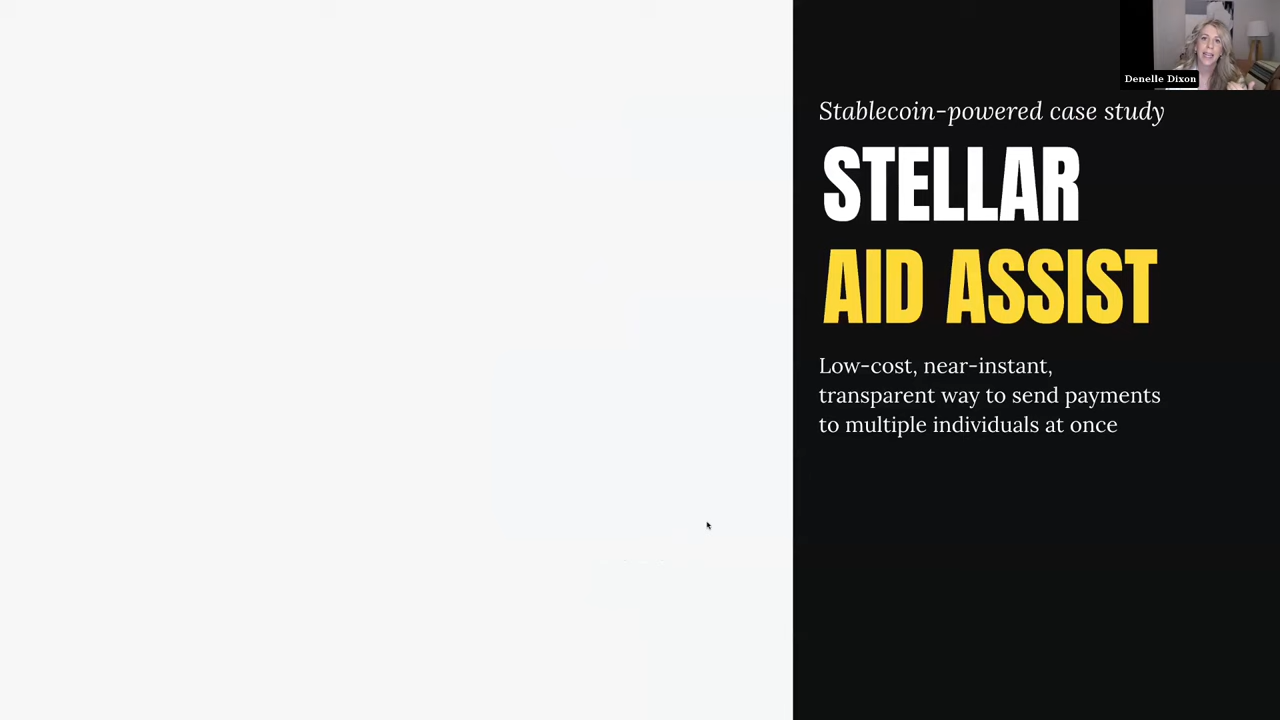 Denelle Dixon
Stablecoin-powered case study
STELLAR
AID ASSIST
Low-cost, near-instant,
transparent way to send payments
to multiple individuals at once